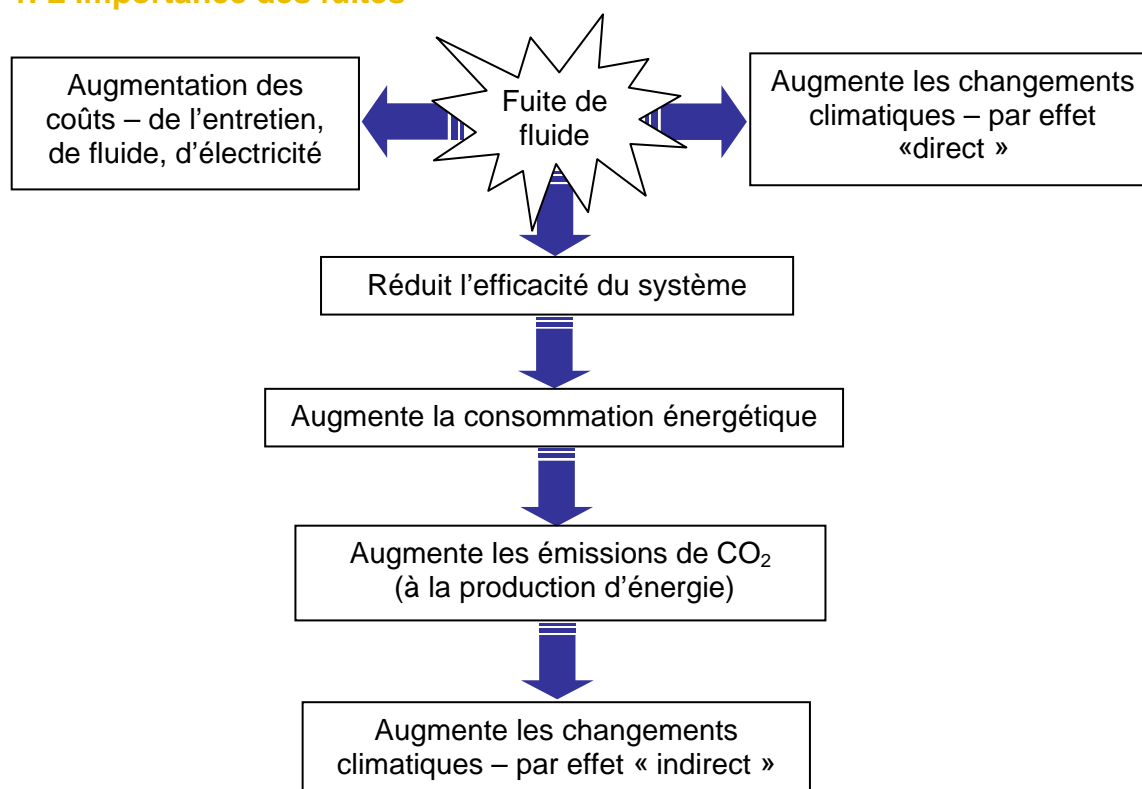 Fuite de
fluide
Augmentation des
coûts – de l’entretien,
de fluide, d’électricité
Augmente les changements
climatiques – par effet
«direct »
Réduit l’efficacité du système
Augmente la consommation énergétique
Augmente les émissions de CO₂
(à la production d’énergie)
Augmente les changements
climatiques – par effet « indirect »